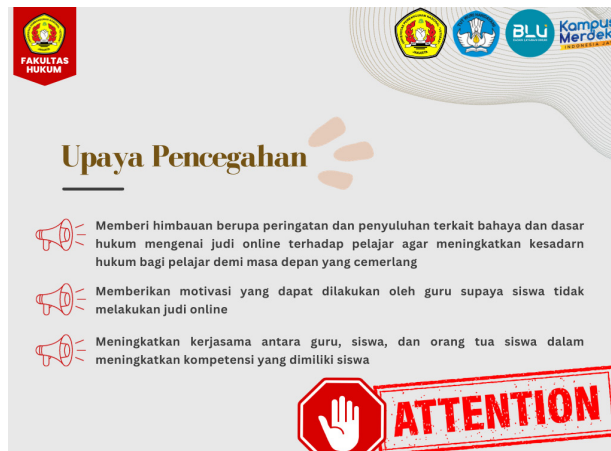 FAKULTAS
HUKUM
BLU
Kampus
Merdek
INDONESIA JA
Upaya Pencegahan
Memberi himbauan berupa peringatan dan penyuluhan terkait bahaya dan dasar
hukum mengenai judi online terhadap pelajar agar meningkatkan kesadarn
hukum bagi pelajar demi masa depan yang cemerlang
Memberikan motivasi yang dapat dilakukan oleh guru supaya siswa tidak
melakukan judi online
Meningkatkan kerjasama antara guru, siswa, dan orang tua siswa dalam
meningkatkan kompetensi yang dimiliki siswa
ATTENTION